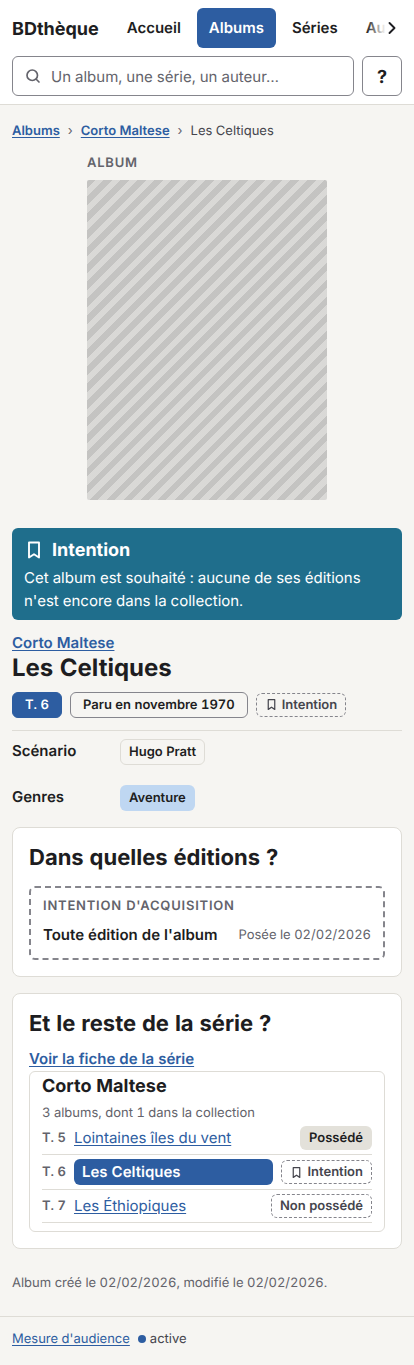 BDthèque Accueil Albums Séries Au
Un album, une série, un auteur... ?
Albums › Corto Maltese › Les Celtiques
ALBUM
Intention
Cet album est souhaité : aucune de ses éditions
n'est encore dans la collection.
Corto Maltese
Les Celtiques
T. 6 Paru en novembre 1970 Intention
Scénario Hugo Pratt
Genres Aventure
Dans quelles éditions ?
INTENTION D'ACQUISITION
Toute édition de l'album Posée le 02/02/2026
Et le reste de la série ?
Voir la fiche de la série
Corto Maltese
3 albums, dont 1 dans la collection
T. 5 Lointaines îles du vent Possédé
T. 6 Les Celtiques Intention
T. 7 Les Éthiopiques Non possédé
Album créé le 02/02/2026, modifié le 02/02/2026.
Mesure d'audience active